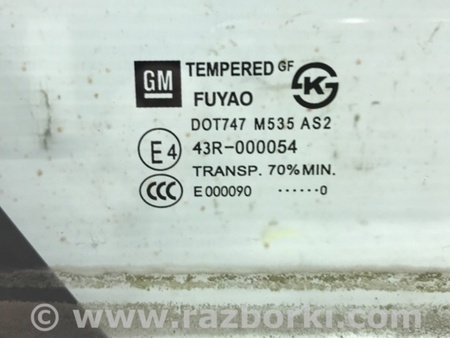 GM TEMPERED GF K
FUYAO
DOT747 M535 AS2
E4 43R-000054
TRANSP. 70% MIN.
CCC E000090 ······0
© www.razborki.com